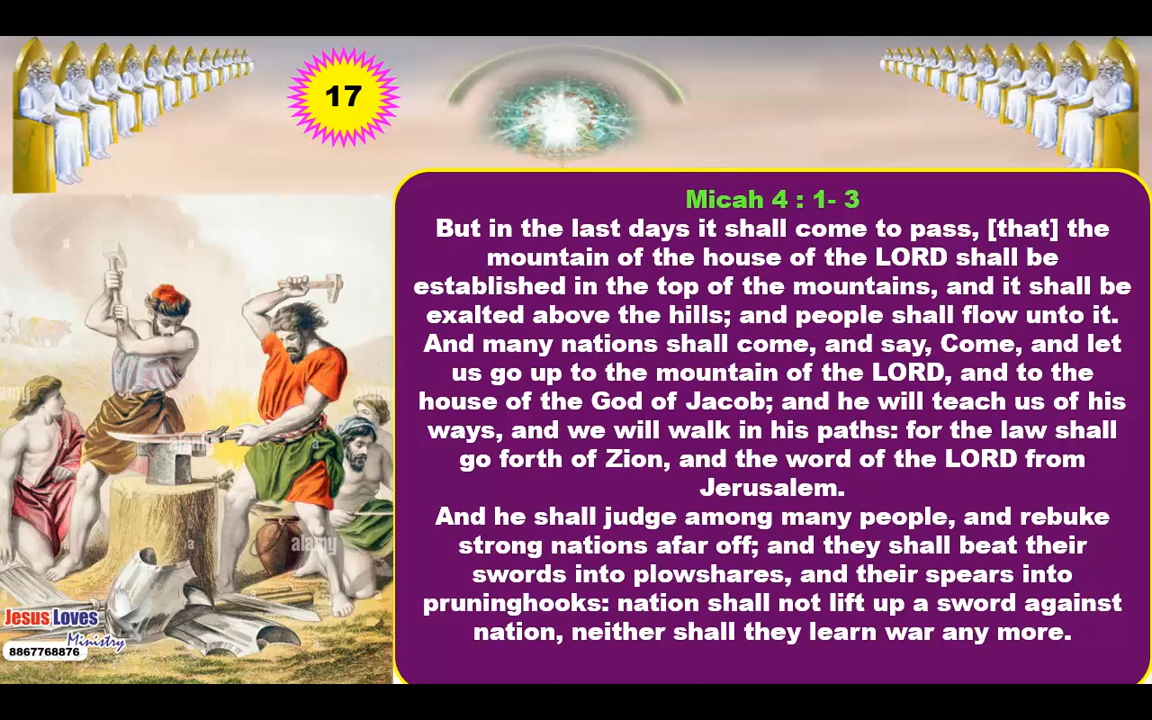 17
Micah 4 : 1- 3
But in the last days it shall come to pass, [that] the
mountain of the house of the LORD shall be
established in the top of the mountains, and it shall be
exalted above the hills; and people shall flow unto it.
And many nations shall come, and say, Come, and let
us go up to the mountain of the LORD, and to the
house of the God of Jacob; and he will teach us of his
ways, and we will walk in his paths: for the law shall
go forth of Zion, and the word of the LORD from
Jerusalem.
And he shall judge among many people, and rebuke
strong nations afar off; and they shall beat their
swords into plowshares, and their spears into
pruninghooks: nation shall not lift up a sword against
nation, neither shall they learn war any more.
alamy
alamy
alamy
alamy
a
a
a
Jesus Loves
Ministry
8867768876